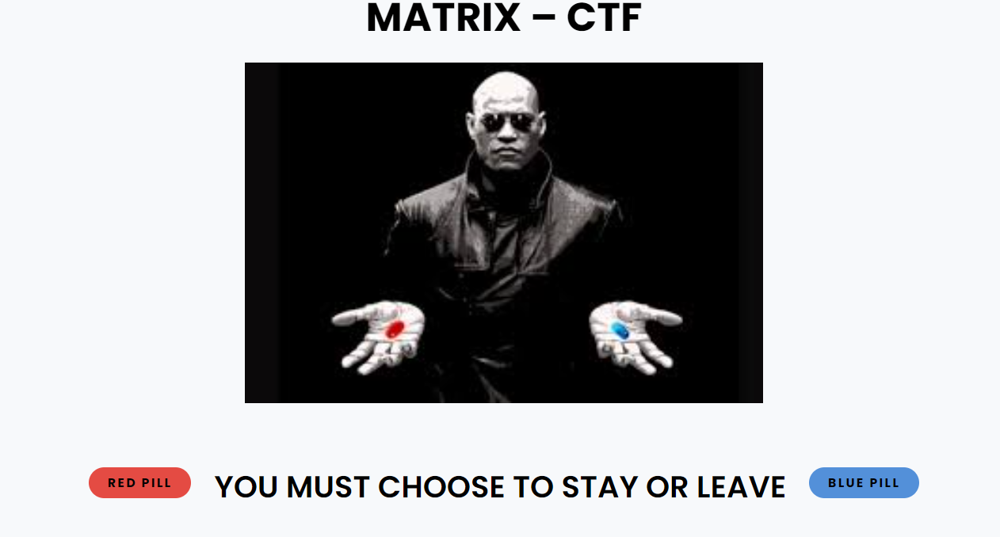 MATRIX – CTF
RED PILL
YOU MUST CHOOSE TO STAY OR LEAVE
BLUE PILL